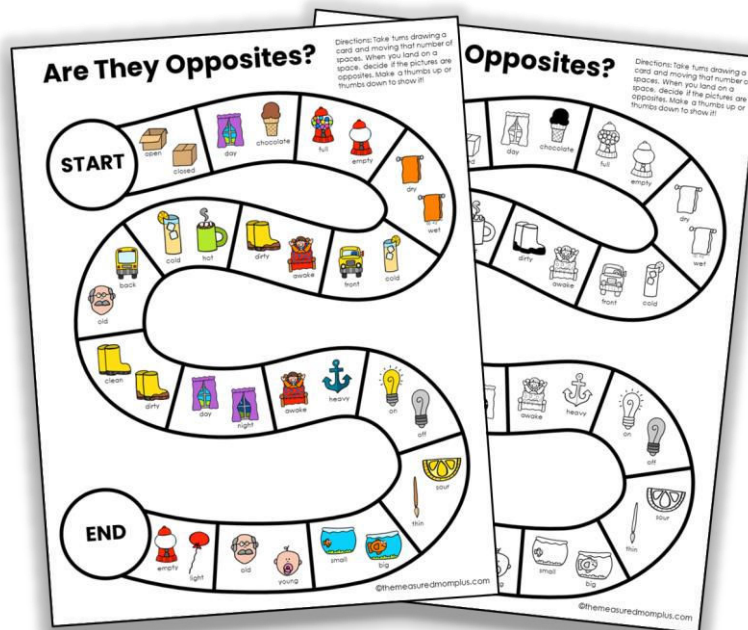 Are They Opposites?
Directions: Take turns drawing a
card and moving that number of
spaces. When you land on a
space, decide if the pictures are
opposites. Make a thumbs up or
thumbs down to show it!
START
open
closed
day
chocolate
full
empty
dry
wet
cold
front
awake
dirty
hot
cold
back
old
clean
dirty
day
night
awake
heavy
on
off
sour
thin
big
small
young
old
light
empty
END
©themeasuredmomplus.com
Opposites?
Directions: Take turns drawing a
card and moving that number of
spaces. When you land on a
space, decide if the pictures are
opposites. Make a thumbs up or
thumbs down to show it!
day
chocolate
full
empty
dry
wet
cold
front
awake
dirty
awake
heavy
on
off
sour
thin
big
small
©themeasuredmomplus.com